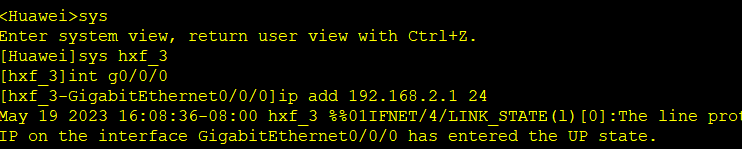 <Huawei>sys
Enter system view, return user view with Ctrl+Z.
[Huawei]sys hxf_3
[hxf_3]int g0/0/0
[hxf_3-GigabitEthernet0/0/0]ip add 192.168.2.1 24
May 19 2023 16:08:36-08:00 hxf_3 %%01IFNET/4/LINK_STATE(l)[0]:The line prot
IP on the interface GigabitEthernet0/0/0 has entered the UP state.